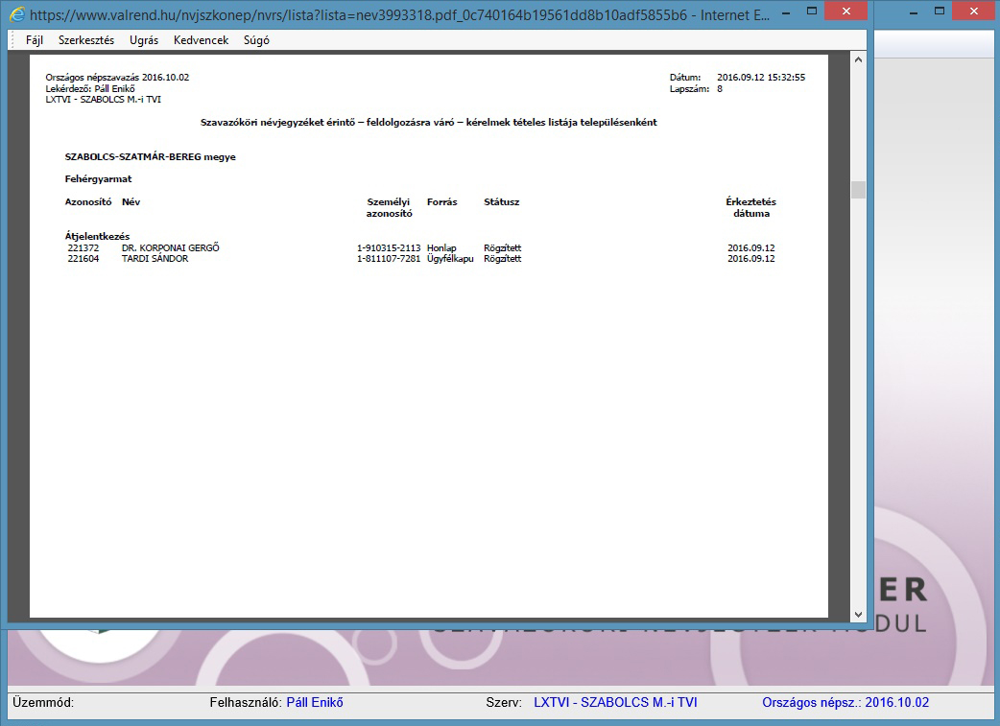 https://www.valrend.hu/nvjszkonep/nvrs/lista?lista=nev3993318.pdf_0c740164b19561dd8b10adf5855b6 - Internet E...
Fájl Szerkesztés Ugrás Kedvencek Súgó
Országos népszavazás 2016.10.02 Dátum: 2016.09.12 15:32:55
Lekérdező: Páll Enikő Lapszám: 8
LXTVI - SZABOLCS M.-i TVI
Szavazóköri névjegyzéket érintő – feldolgozásra váró – kérelmek tételes listája településenként
SZABOLCS-SZATMÁR-BEREG megye
Fehérgyarmat
Azonosító Név Személyi azonosító Forrás Státusz Érkeztetés dátuma
Átjelentkezés
221372 DR. KORPONAI GERGŐ 1-910315-2113 Honlap Rögzített 2016.09.12
221604 TARDI SÁNDOR 1-811107-7281 Ügyfélkapu Rögzített 2016.09.12
ER
DUL
Üzemmód: Felhasználó: Páll Enikő Szerv: LXTVI - SZABOLCS M.-i TVI Országos népsz.: 2016.10.02